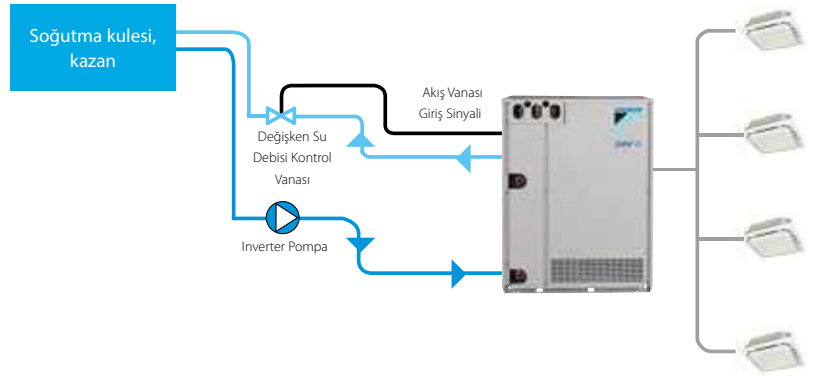 Soğutma kulesi,
kazan
Akış Vanası
Giriş Sinyali
Değişken Su
Debisi Kontrol
Vanası
Inverter Pompa